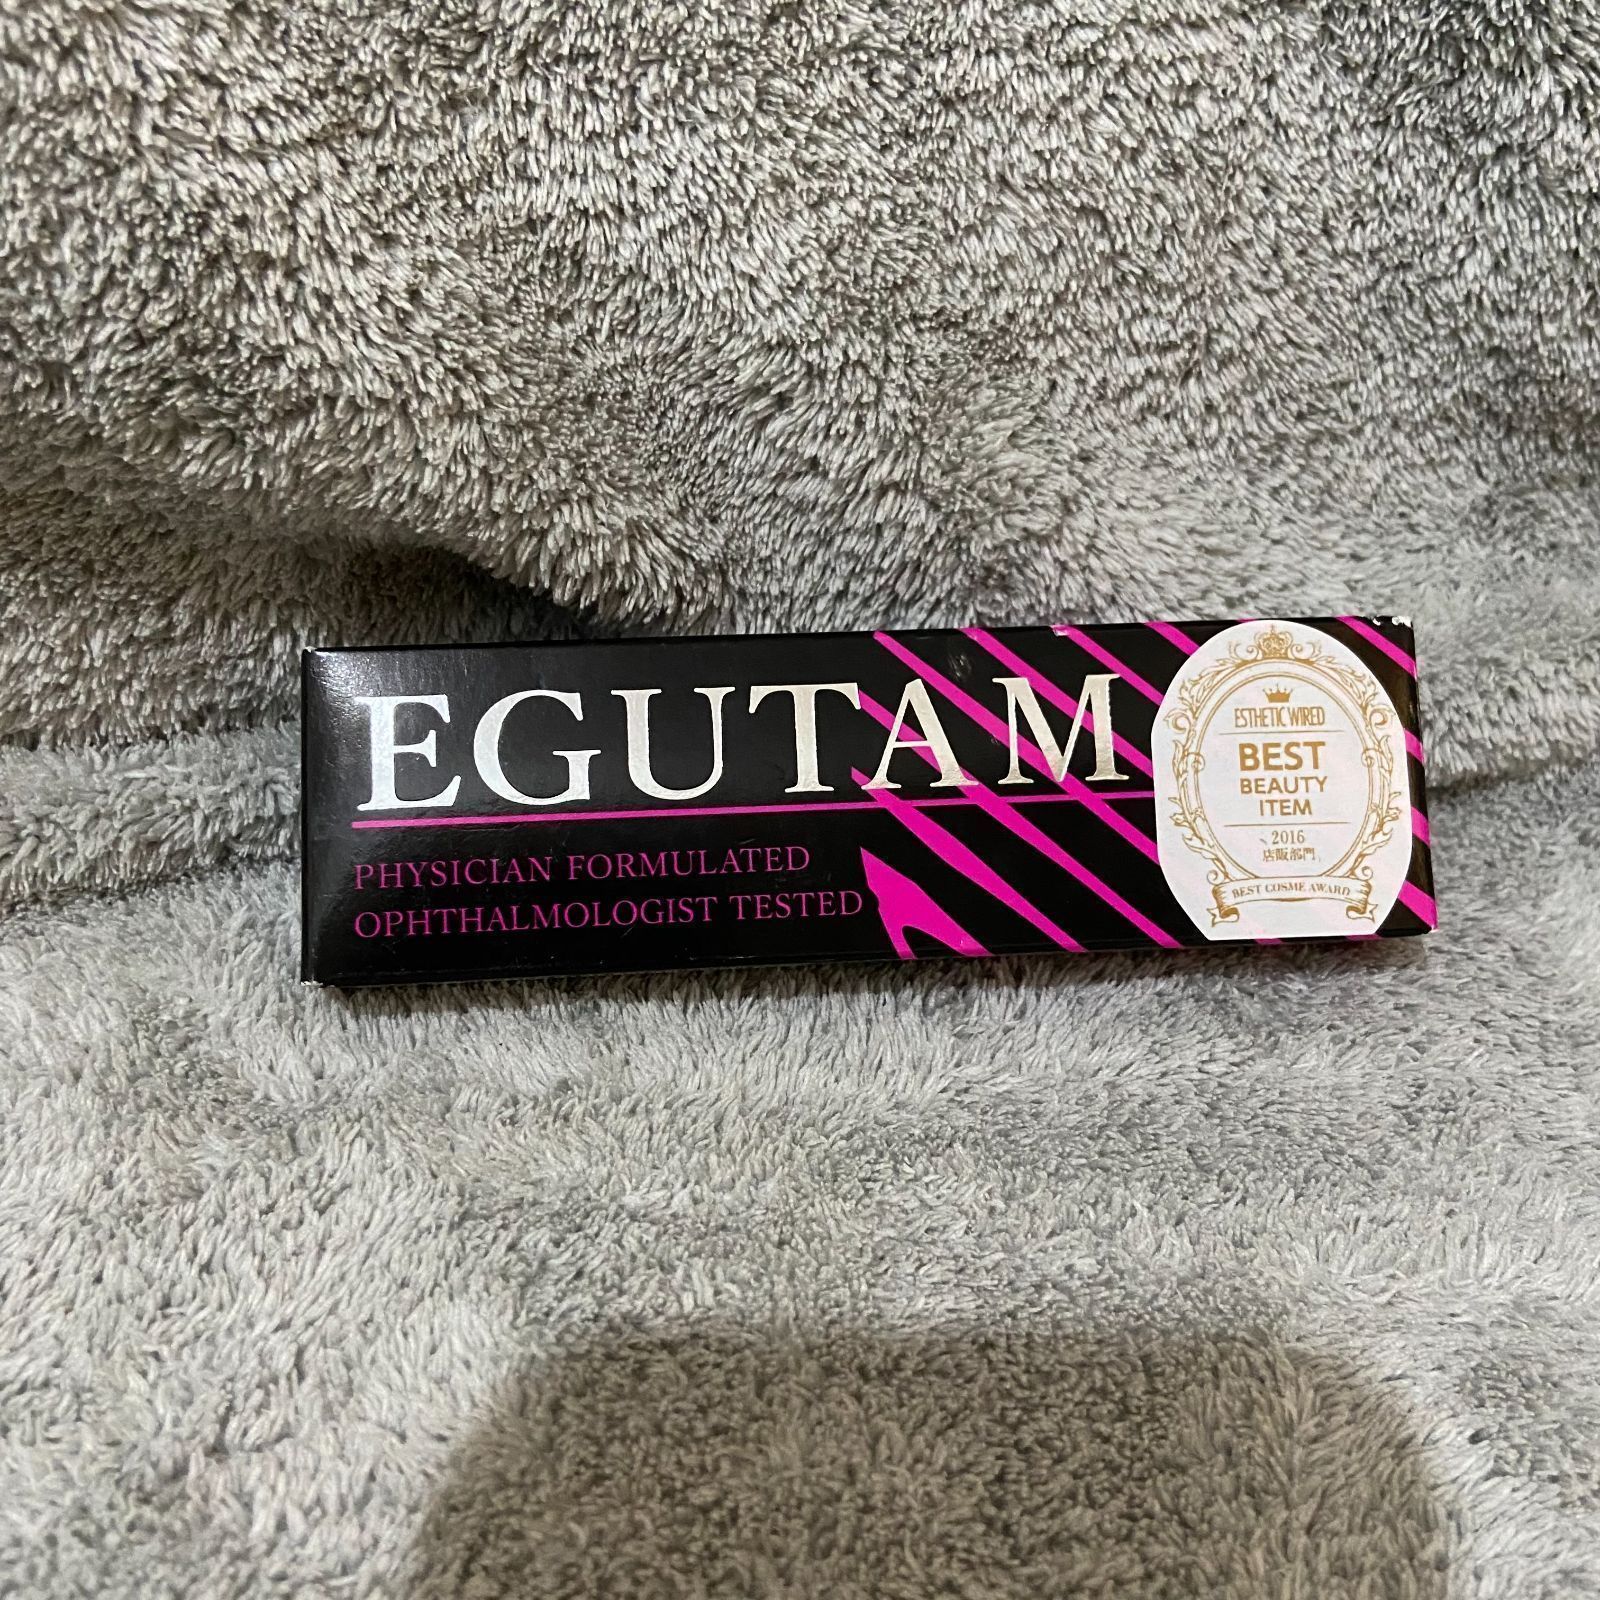 EGUTAM
PHYSICIAN FORMULATED
OPHTHALMOLOGIST TESTED
ESTHETIC WIRED
BEST
BEAUTY
ITEM
2016
店販部門
BEST COSME AWARD